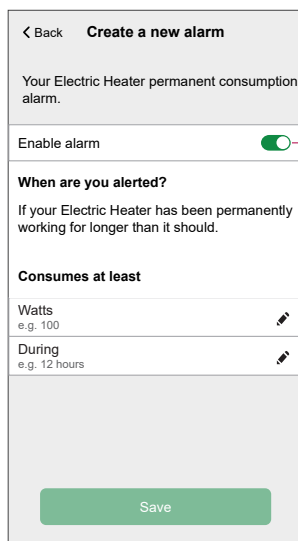 Back Create a new alarm
Your Electric Heater permanent consumption
alarm.
Enable alarm
When are you alerted?
If your Electric Heater has been permanently
working for longer than it should.
Consumes at least
Watts
e.g. 100
During
e.g. 12 hours
Save